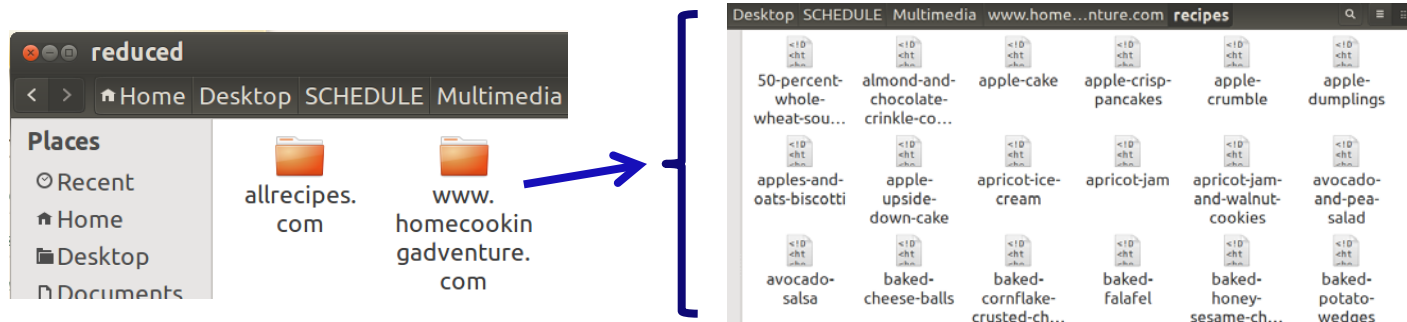 reduced
Home Desktop SCHEDULE Multimedia
Places
Recent
Home
Desktop
Documents
allrecipes.
com
www.
homecookin
gadventure.
com
Desktop SCHEDULE Multimedia www.home...nture.com recipes
50-percent-
whole-
wheat-sou...
almond-and-
chocolate-
crinkle-co...
apple-cake
apple-crisp-
pancakes
apple-
crumble
apple-
dumplings
apples-and-
oats-biscotti
apple-
upside-
down-cake
apricot-ice-
cream
apricot-jam
apricot-jam-
and-walnut-
cookies
avocado-
and-pea-
salad
avocado-
salsa
baked-
cheese-balls
baked-
cornflake-
crusted-ch...
baked-
falafel
baked-
honey-
sesame-ch...
baked-
potato-
wedges